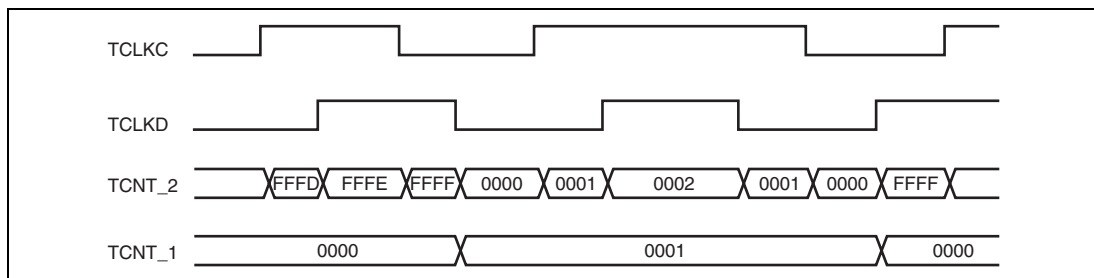 TCLKC
TCLKD
TCNT_2 FFFD FFFE FFFF 0000 0001 0002 0001 0000 FFFF
TCNT_1 0000 0001 0000